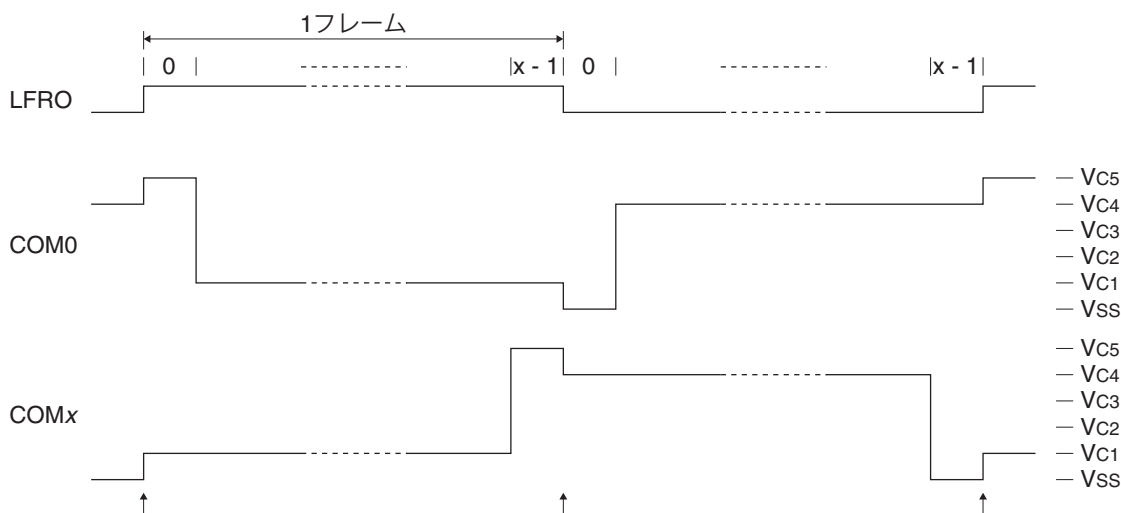 1フレーム
0 x - 1 0 x - 1
LFRO
COM0
VC5
VC4
VC3
VC2
VC1
VSS
COMx
VC5
VC4
VC3
VC2
VC1
VSS